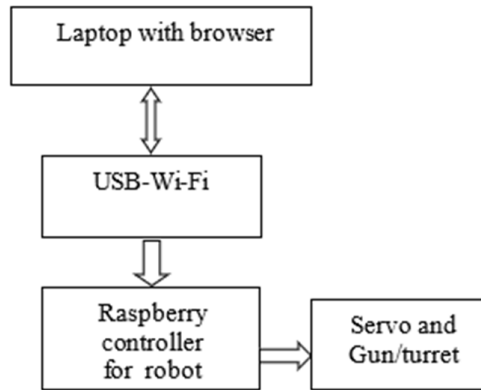 Laptop with browser
USB-Wi-Fi
Raspberry
controller
for robot
Servo and
Gun/turret